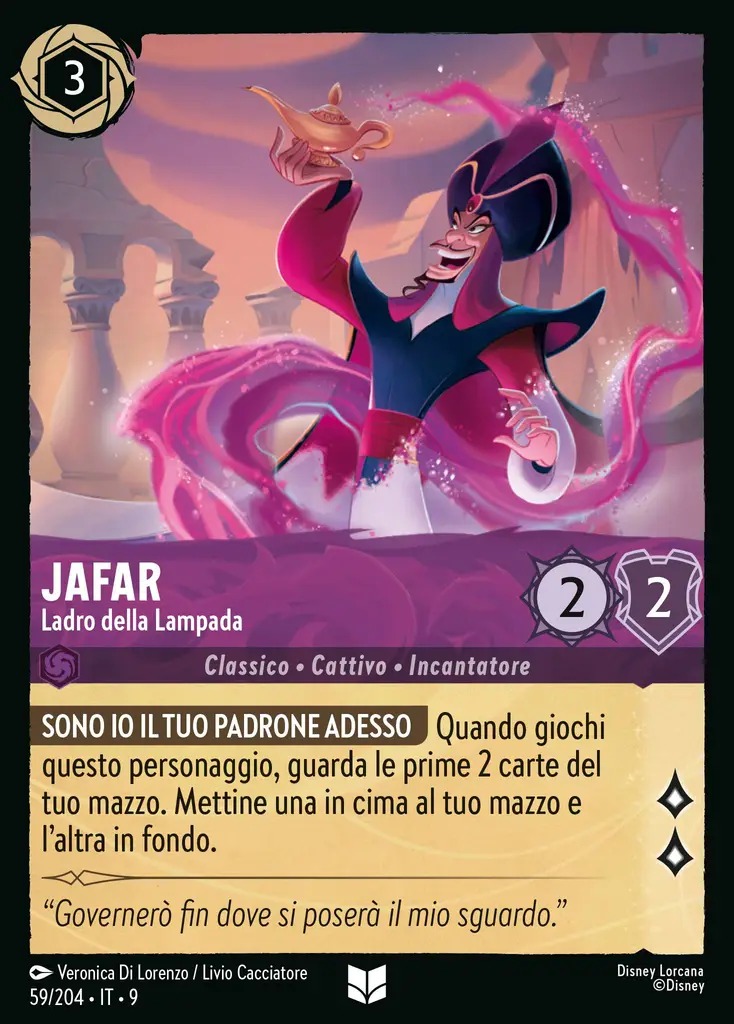 3
JAFAR
Ladro della Lampada
2
2
Classico • Cattivo • Incantatore
SONO IO IL TUO PADRONE ADESSO Quando giochi
questo personaggio, guarda le prime 2 carte del
tuo mazzo. Mettine una in cima al tuo mazzo e
l’altra in fondo.
“Governerò fin dove si poserà il mio sguardo.”
Veronica Di Lorenzo / Livio Cacciatore
59/204 • IT • 9
Disney Lorcana
©Disney